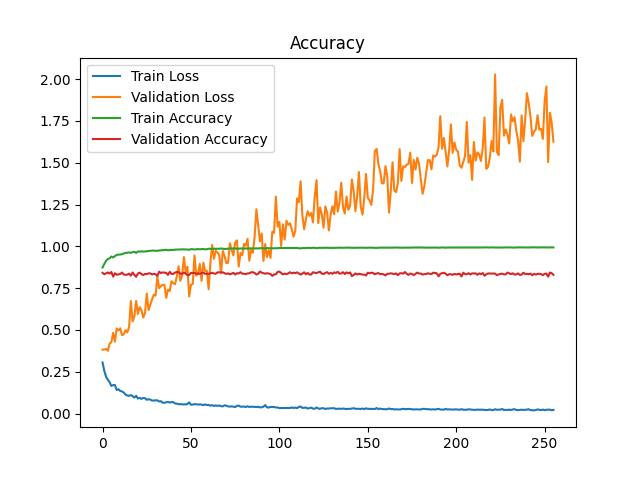 Accuracy
Train Loss
Validation Loss
Train Accuracy
Validation Accuracy
2.00
1.75
1.50
1.25
1.00
0.75
0.50
0.25
0.00
0 50 100 150 200 250